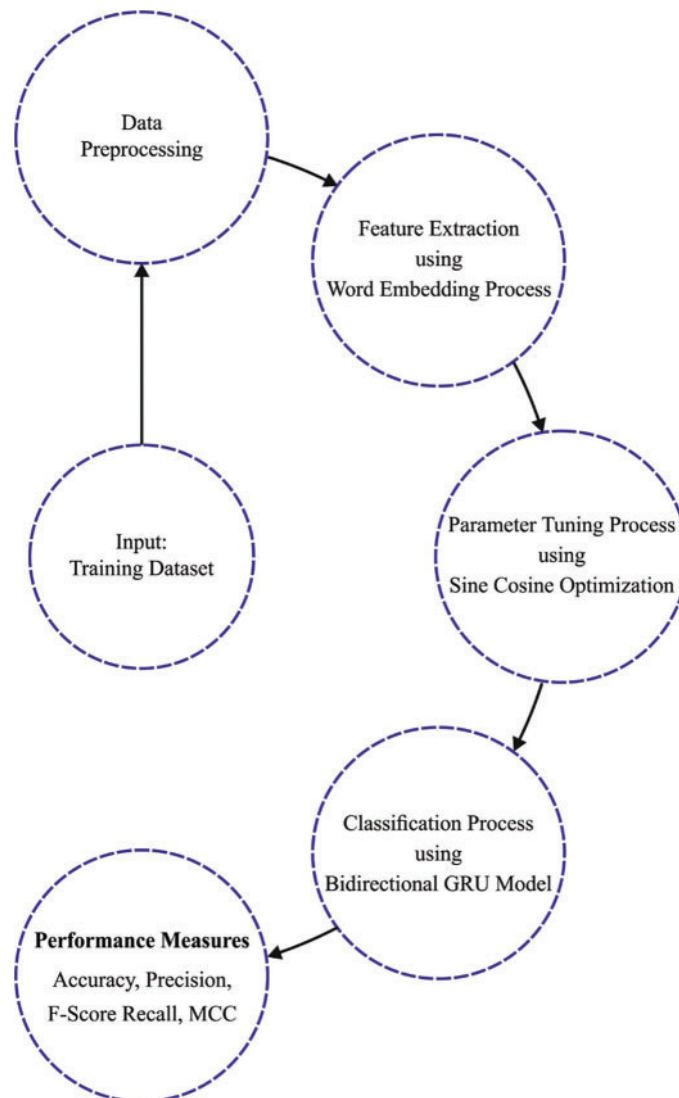 Data
Preprocessing
Feature Extraction
using
Word Embedding Process
Parameter Tuning Process
using
Sine Cosine Optimization
Input:
Training Dataset
Classification Process
using
Bidirectional GRU Model
Performance Measures
Accuracy, Precision,
F-Score Recall, MCC